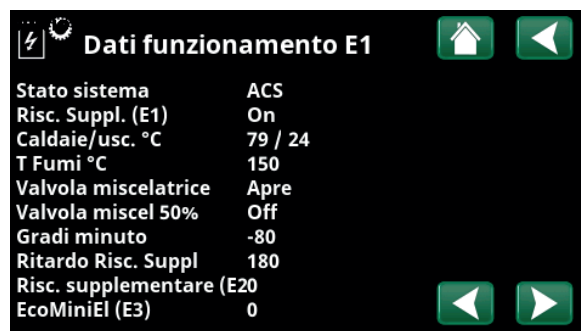 Dati funzionamento E1
Stato sistema ACS
Risc. Suppl. (E1) On
Caldaie/usc. °C 79 / 24
T Fumi °C 150
Valvola miscelatrice Apre
Valvola miscel 50% Off
Gradi minuto -80
Ritardo Risc. Suppl 180
Risc. supplementare (E20
EcoMiniEl (E3) 0